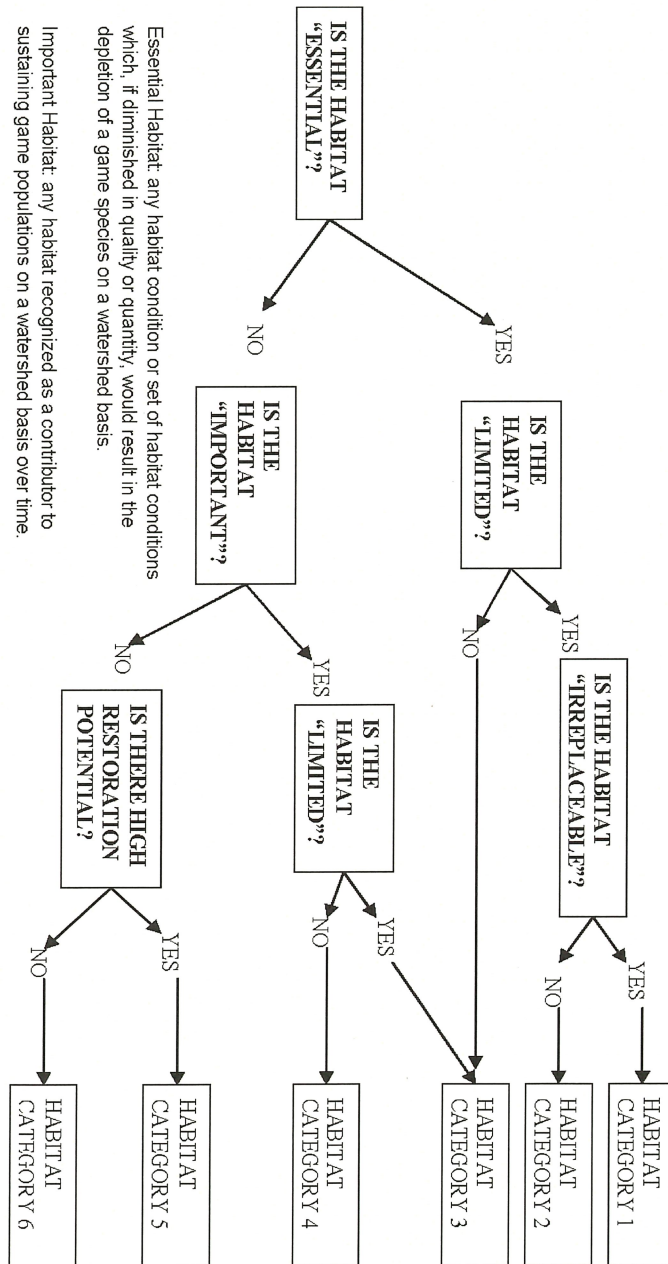 IS THE HABITAT
“ESSENTIAL”?
YES
NO
IS THE
HABITAT
“LIMITED”?
YES
NO
IS THE HABITAT
“IRREPLACEABLE”?
YES
NO
HABITAT
CATEGORY 1
HABITAT
CATEGORY 2
HABITAT
CATEGORY 3
IS THE
HABITAT
“IMPORTANT”?
YES
NO
IS THE
HABITAT
“LIMITED”?
YES
NO
HABITAT
CATEGORY 4
IS THERE HIGH
RESTORATION
POTENTIAL?
YES
NO
HABITAT
CATEGORY 5
HABITAT
CATEGORY 6
Essential Habitat: any habitat condition or set of habitat conditions
which, if diminished in quality or quantity, would result in the
depletion of a game species on a watershed basis.
Important Habitat: any habitat recognized as a contributor to
sustaining game populations on a watershed basis over time.